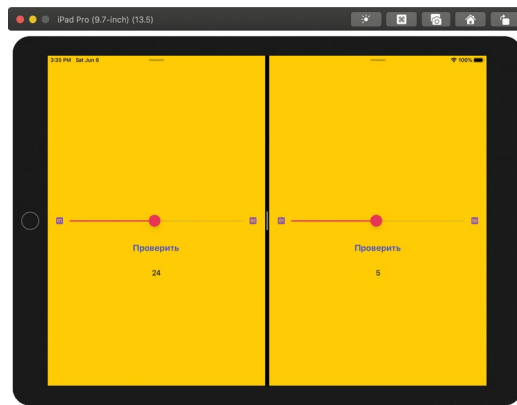 iPad Pro (9.7-inch) (13.5)
3:35 PM Sat Jun 6
100%
Проверить
24
Проверить
5